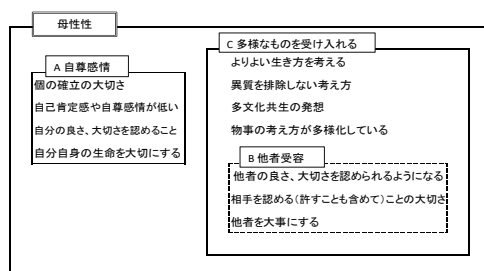 母性性
A 自尊感情
個の確立の大切さ
自己肯定感や自尊感情が低い
自分の良さ、大切さを認めること
自分自身の生命を大切にする
C 多様なものを受け入れる
よりよい生き方を考える
異質を排除しない考え方
多文化共生の発想
物事の考え方が多様化している
B 他者受容
他者の良さ、大切さを認められるようになる
相手を認める(許すことも含めて)ことの大切さ
他者を大事にする